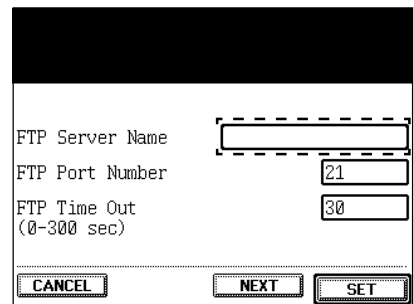 FTP Server Name
FTP Port Number 21
FTP Time Out 30
(0-300 sec)
CANCEL NEXT SET